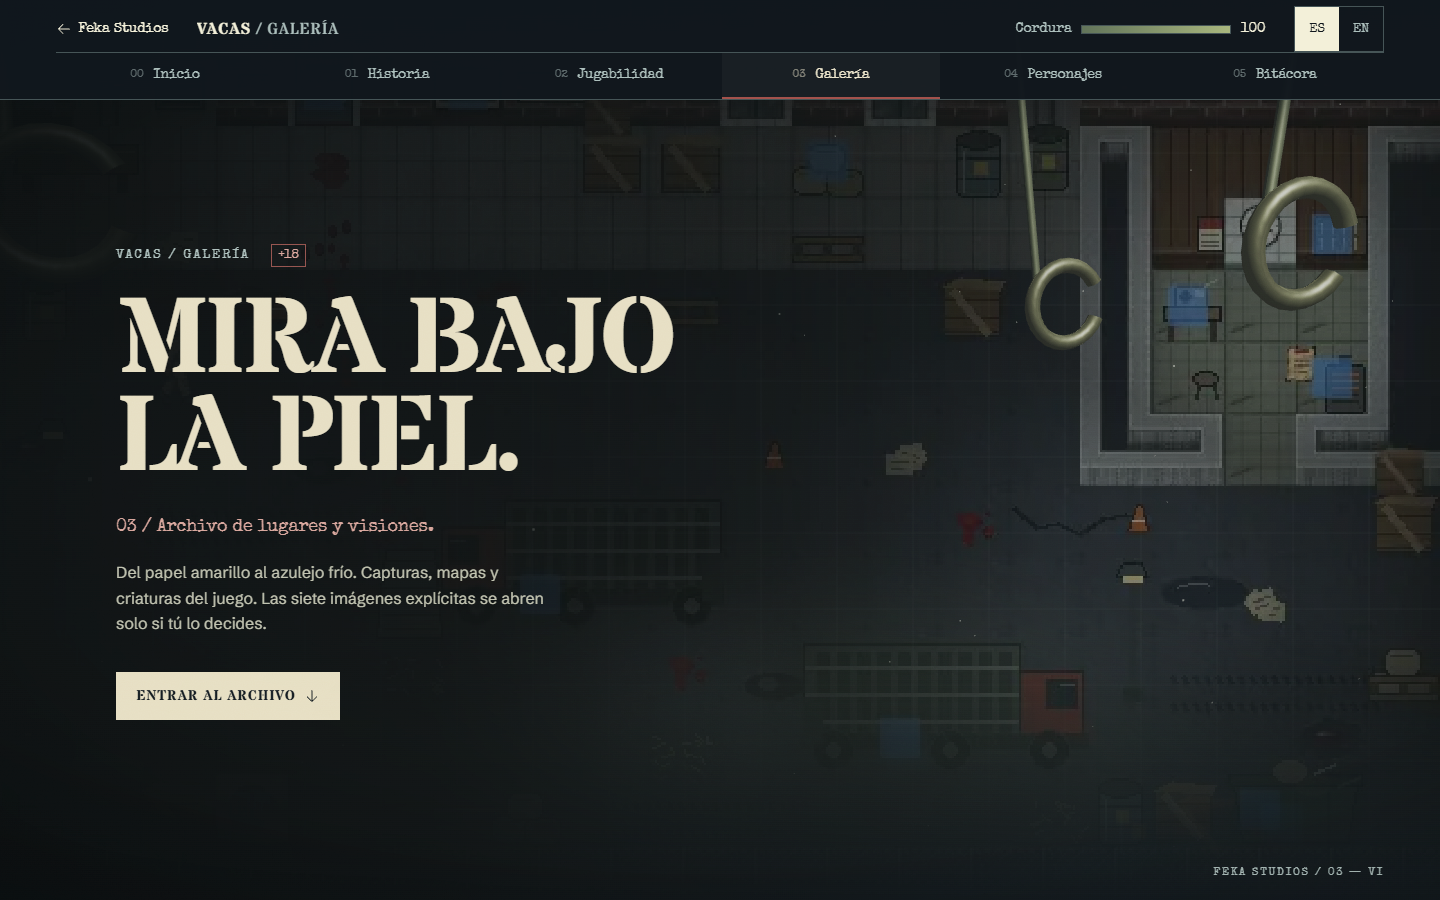 ← Feka Studios
VACAS / GALERÍA
Cordura 100
ES EN
00 Inicio
01 Historia
02 Jugabilidad
03 Galería
04 Personajes
05 Bitácora
VACAS / GALERÍA +18
MIRA BAJO
LA PIEL.
03 / Archivo de lugares y visiones.
Del papel amarillo al azulejo frío. Capturas, mapas y
criaturas del juego. Las siete imágenes explícitas se abren
solo si tú lo decides.
ENTRAR AL ARCHIVO ↓
FEKA STUDIOS / 03 — VI